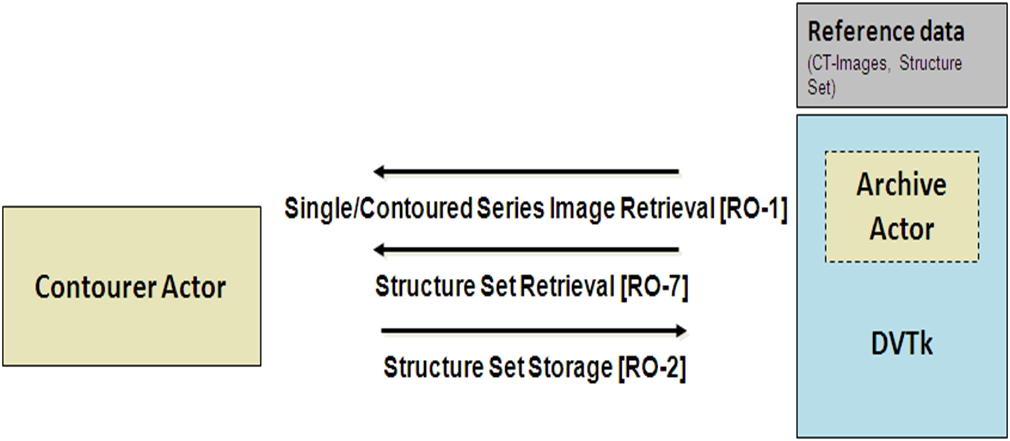 Reference data
(CT-Images, Structure
Set)
Archive
Actor
Single/Contoured Series Image Retrieval [RO-1]
Contourer Actor
Structure Set Retrieval [RO-7]
DVTk
Structure Set Storage [RO-2]